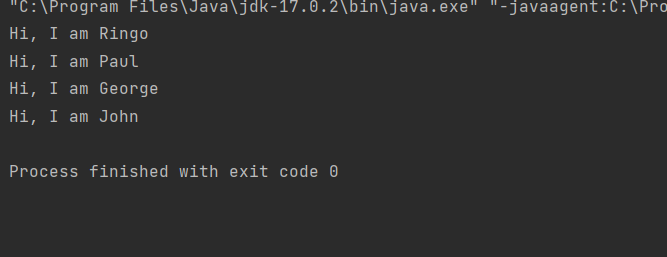 "C:\Program Files\Java\jdk-17.0.2\bin\java.exe" "-javaagent:C:\Pro
Hi, I am Ringo
Hi, I am Paul
Hi, I am George
Hi, I am John
Process finished with exit code 0